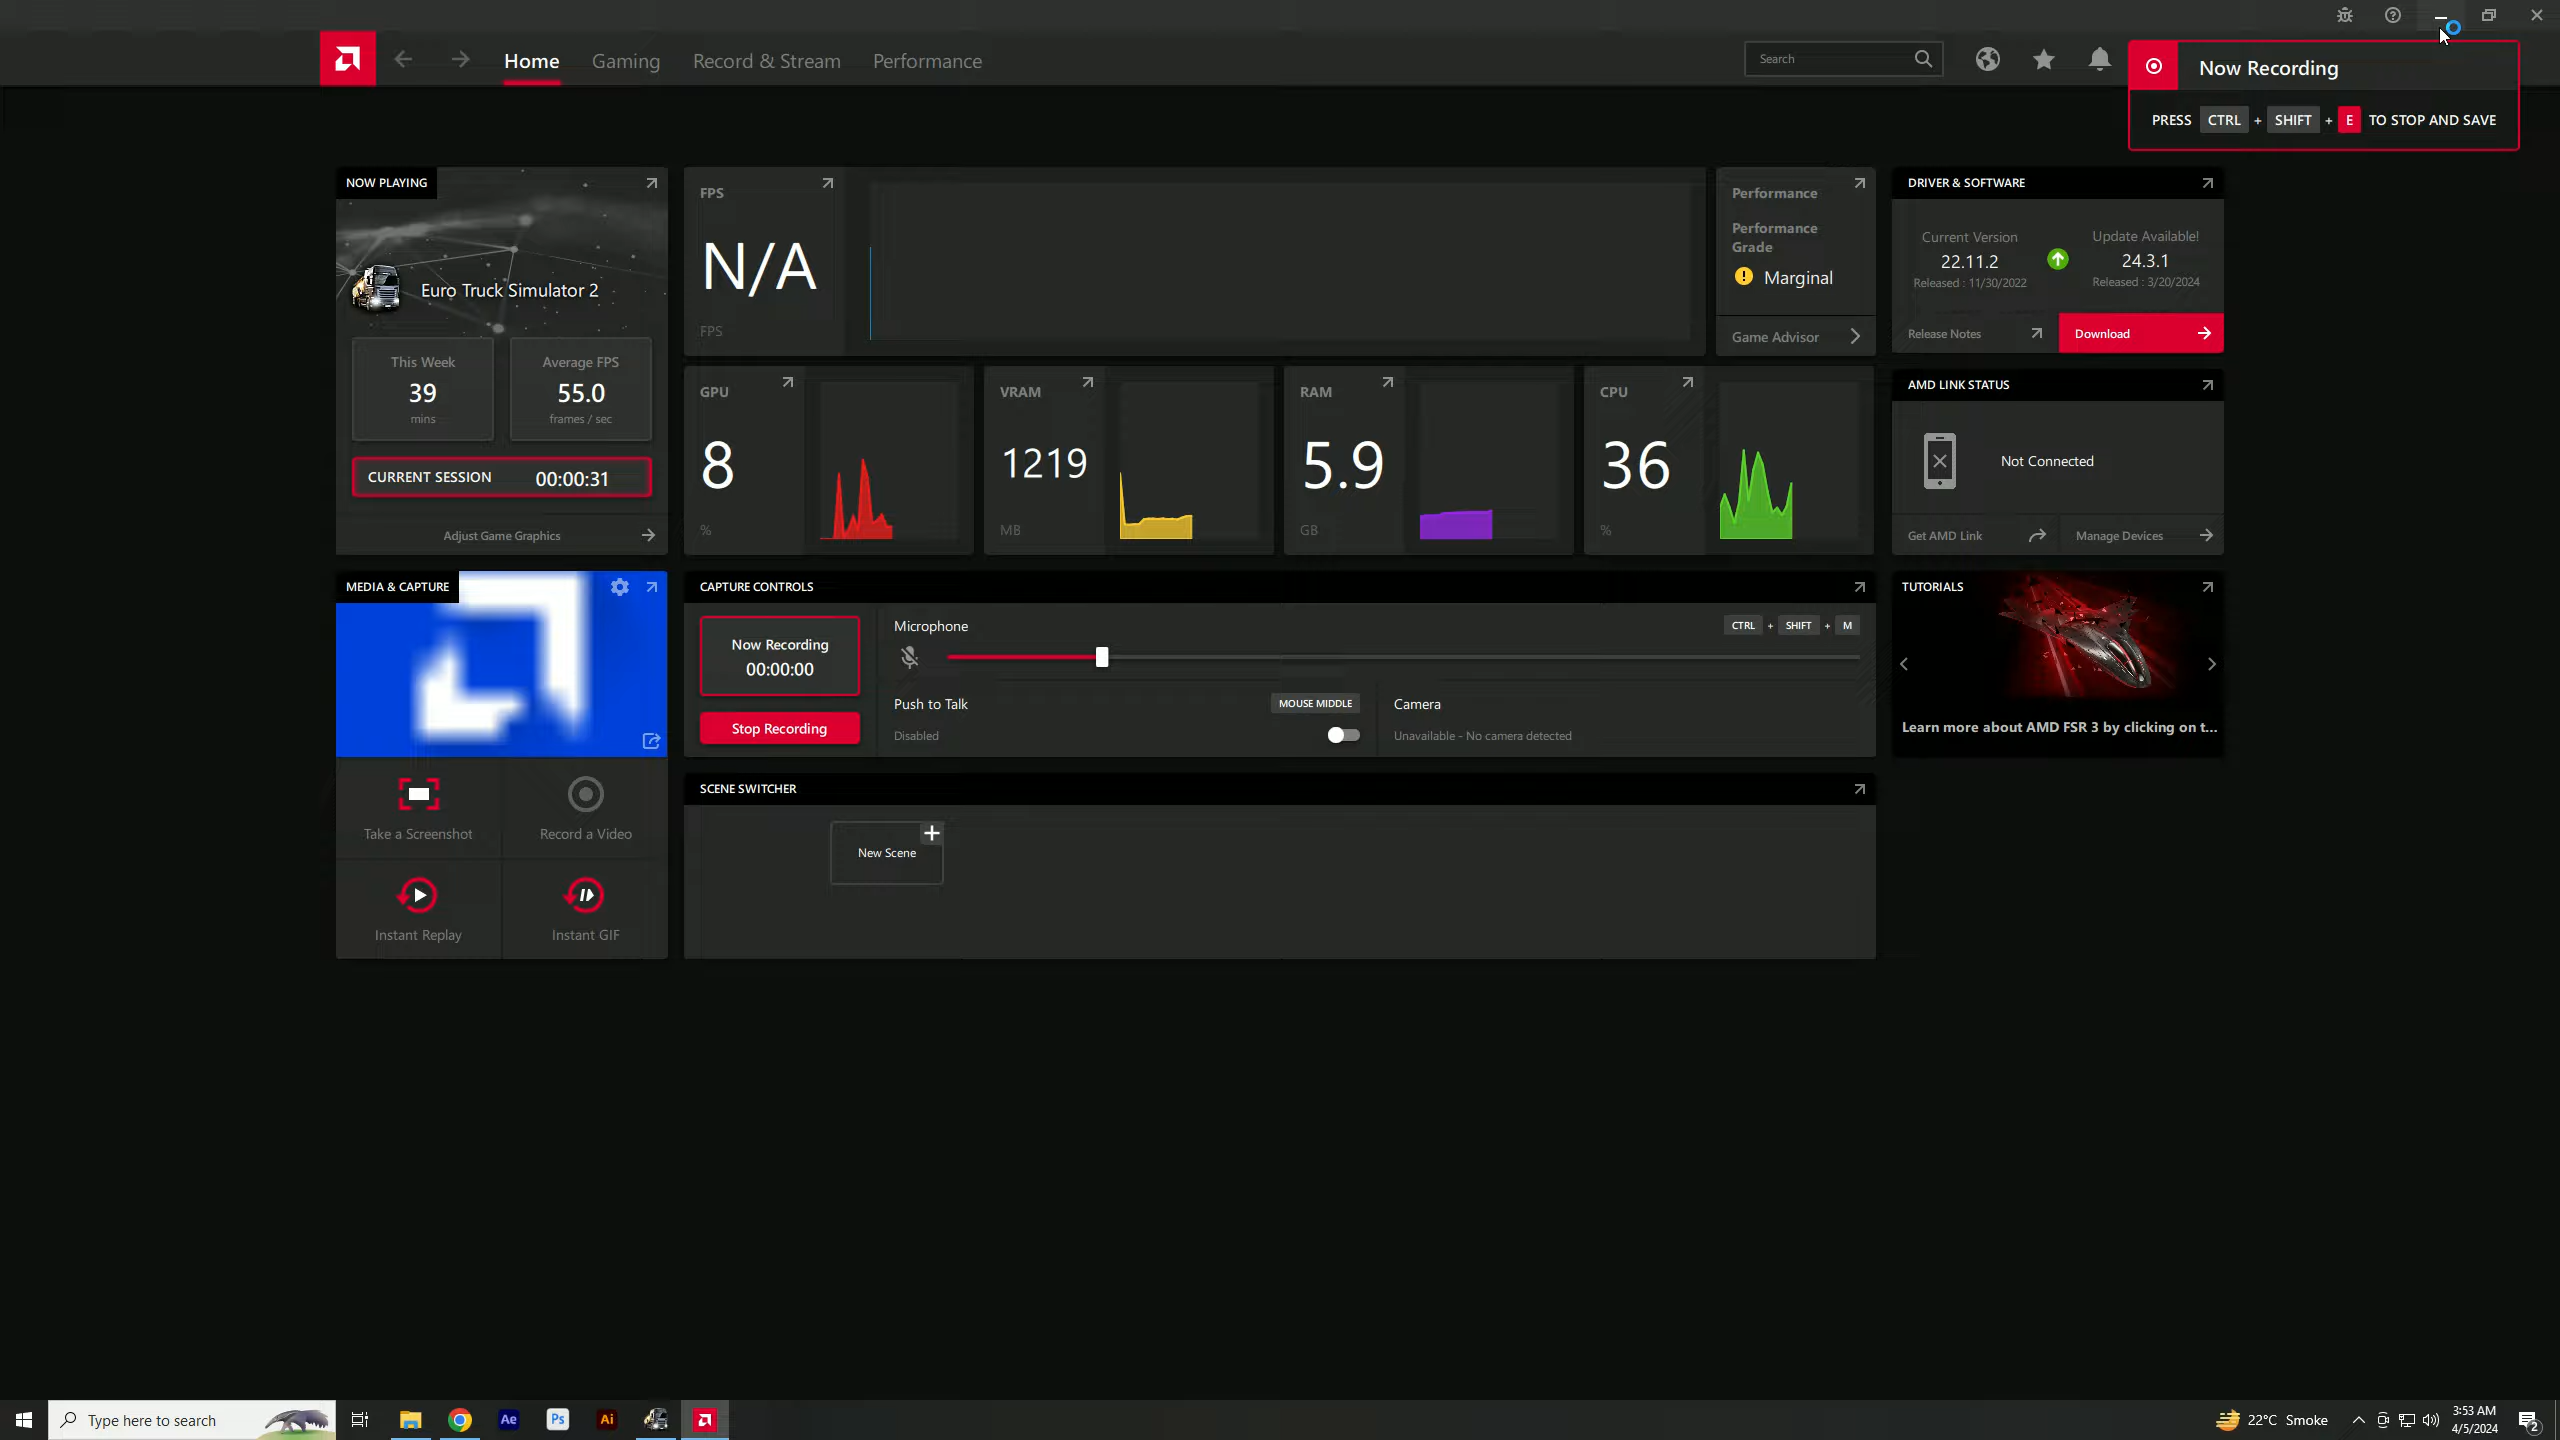 Home
Gaming
Record & Stream
Performance
Search
Now Recording
PRESS CTRL + SHIFT + E TO STOP AND SAVE
NOW PLAYING
Euro Truck Simulator 2
This Week
39
mins
Average FPS
55.0
frames / sec
CURRENT SESSION 00:00:31
Adjust Game Graphics
FPS
N/A
FPS
Performance
Performance
Grade
Marginal
Game Advisor
DRIVER & SOFTWARE
Current Version
22.11.2
Released : 11/30/2022
Update Available!
24.3.1
Released : 3/20/2024
Release Notes
Download
GPU
8
%
VRAM
1219
MB
RAM
5.9
GB
CPU
36
%
AMD LINK STATUS
Not Connected
Get AMD Link
Manage Devices
MEDIA & CAPTURE
Take a Screenshot
Record a Video
Instant Replay
Instant GIF
CAPTURE CONTROLS
Now Recording
00:00:00
Stop Recording
Microphone
CTRL + SHIFT + M
Push to Talk
MOUSE MIDDLE
Disabled
Camera
Unavailable - No camera detected
TUTORIALS
Learn more about AMD FSR 3 by clicking on t...
SCENE SWITCHER
New Scene
Type here to search
Ae
Ps
Ai
22°C Smoke
3:53 AM
4/5/2024
2